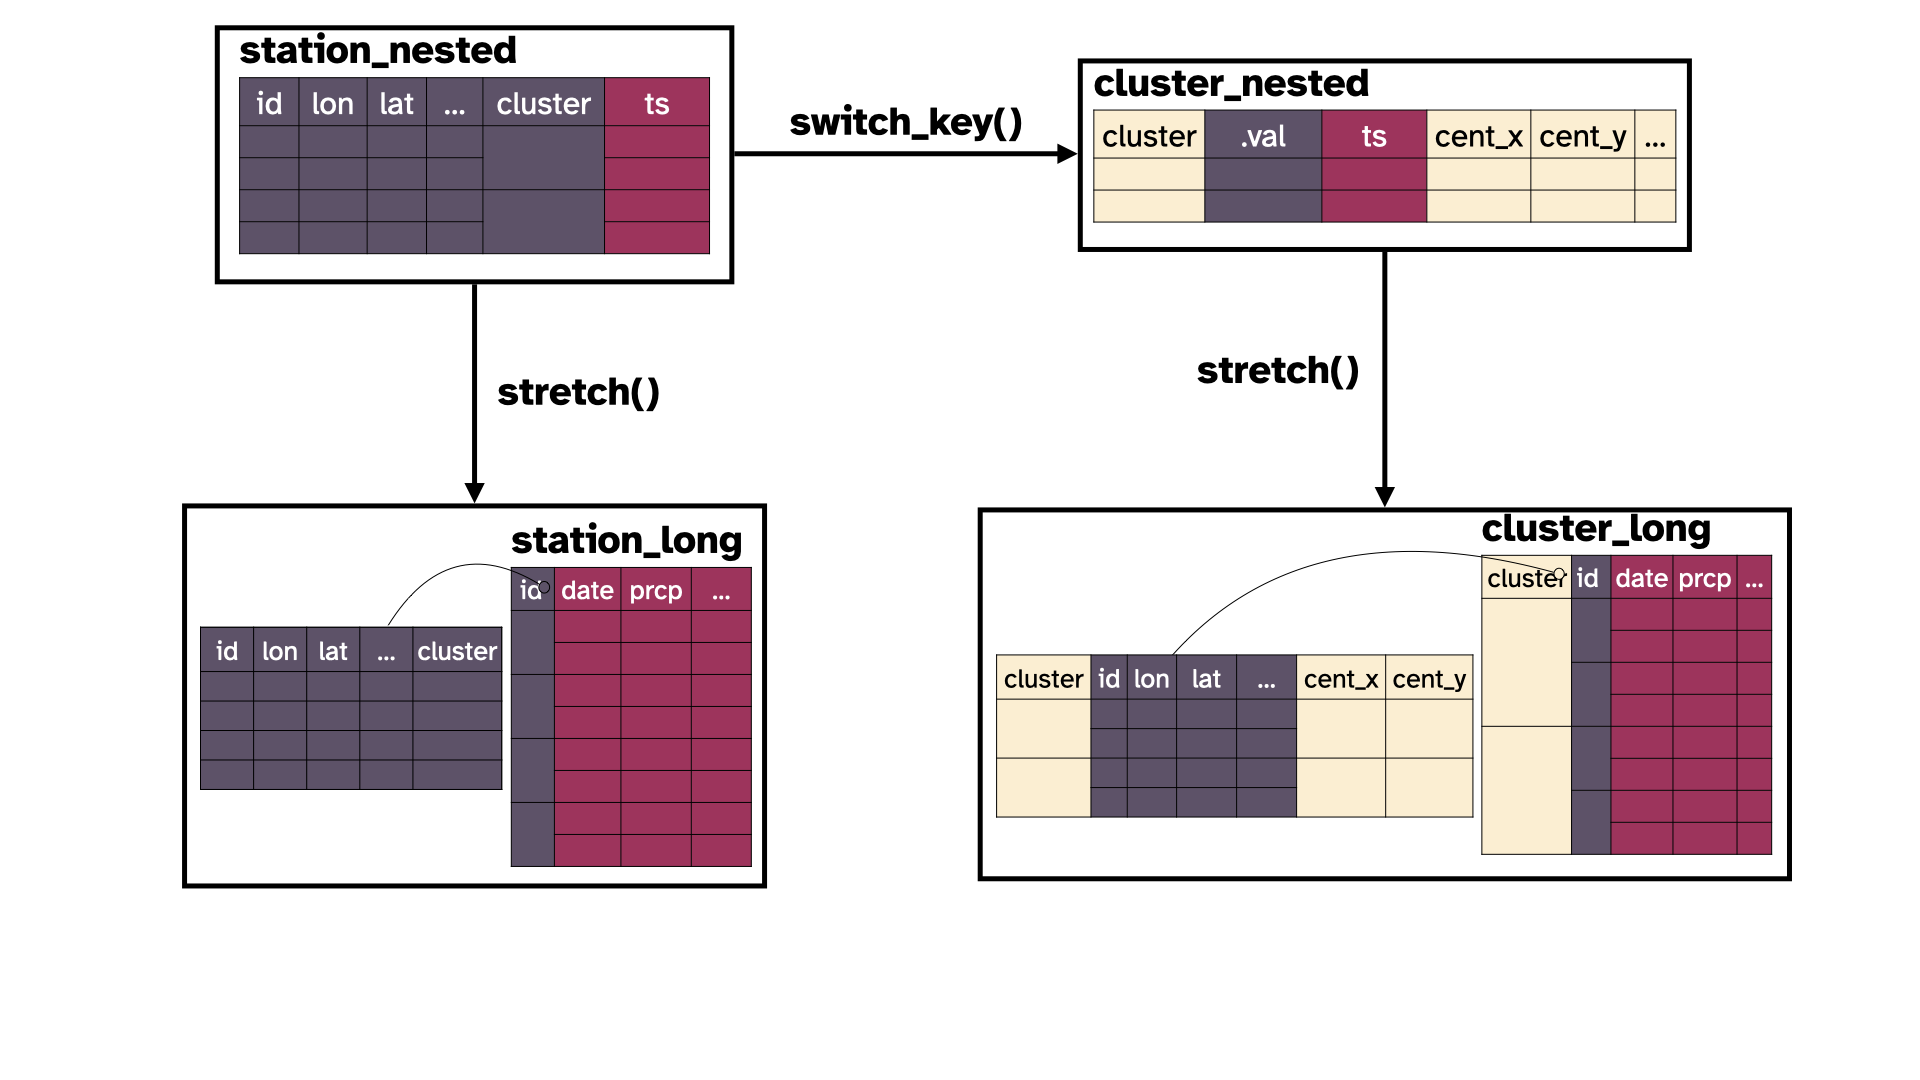 station_nested
id lon lat ... cluster ts
switch_key()
cluster_nested
cluster .val ts cent_x cent_y ...
stretch()
stretch()
station_long
id date prcp ...
id lon lat ... cluster
cluster_long
cluster id date prcp ...
cluster id lon lat ... cent_x cent_y